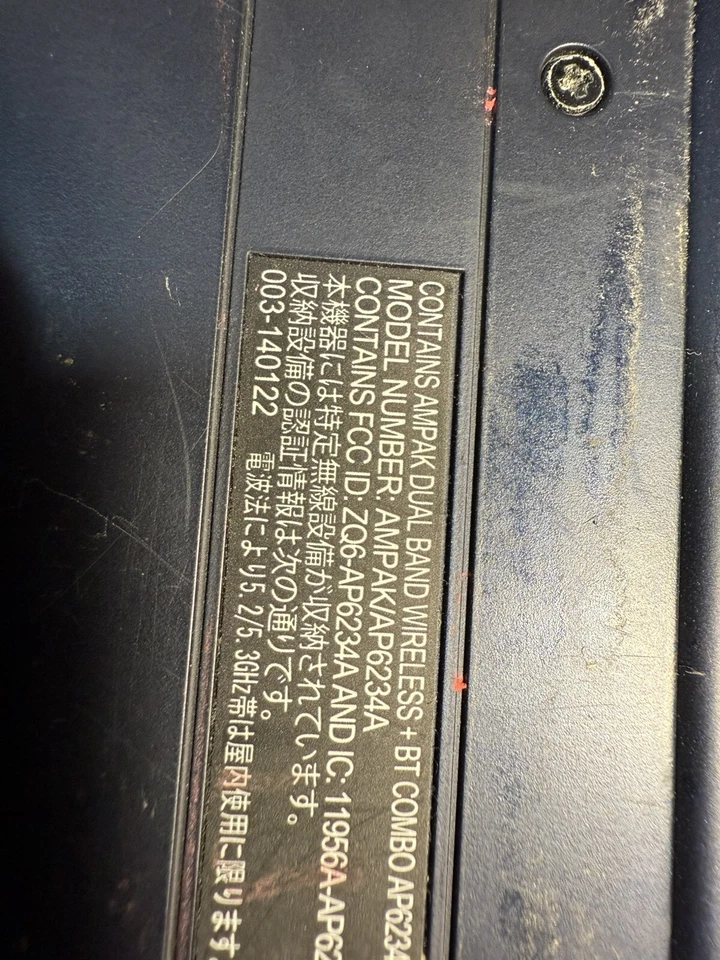 CONTAINS AMPAK DUAL BAND WIRELESS + BT COMBO AP6234
MODEL NUMBER: AMPAK/AP6234A
CONTAINS FCC ID: ZQ6-AP6234A AND IC: 11956A-AP62
本機器には特定無線設備が収納されています。
収納設備の認証情報は次の通りです。
003-140122 電波法により5.2/5.3GHz帯は屋内使用に限ります。